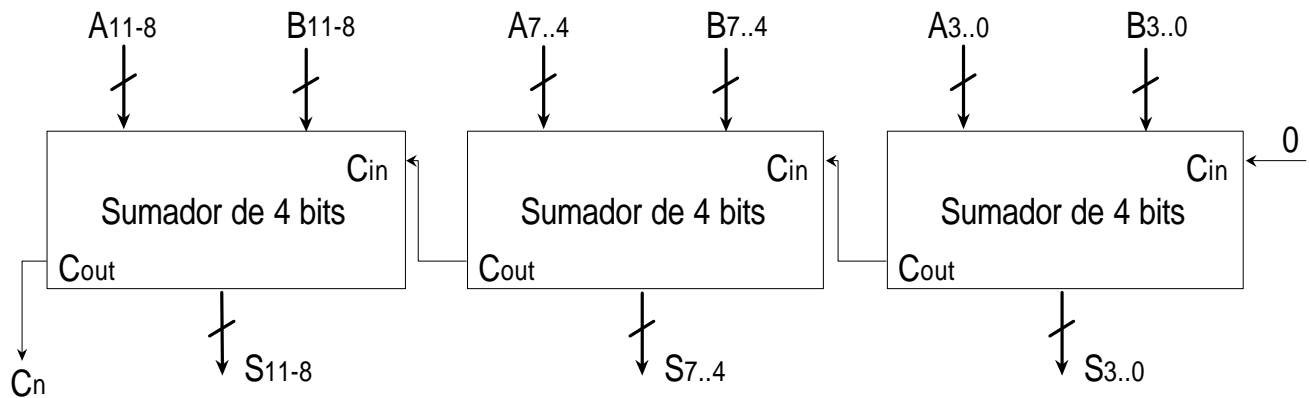 A11-8 B11-8 A7..4 B7..4 A3..0 B3..0
0
Cin Cin Cin
Sumador de 4 bits Sumador de 4 bits Sumador de 4 bits
Cout Cout Cout
S11-8 S7..4 S3..0
Cn